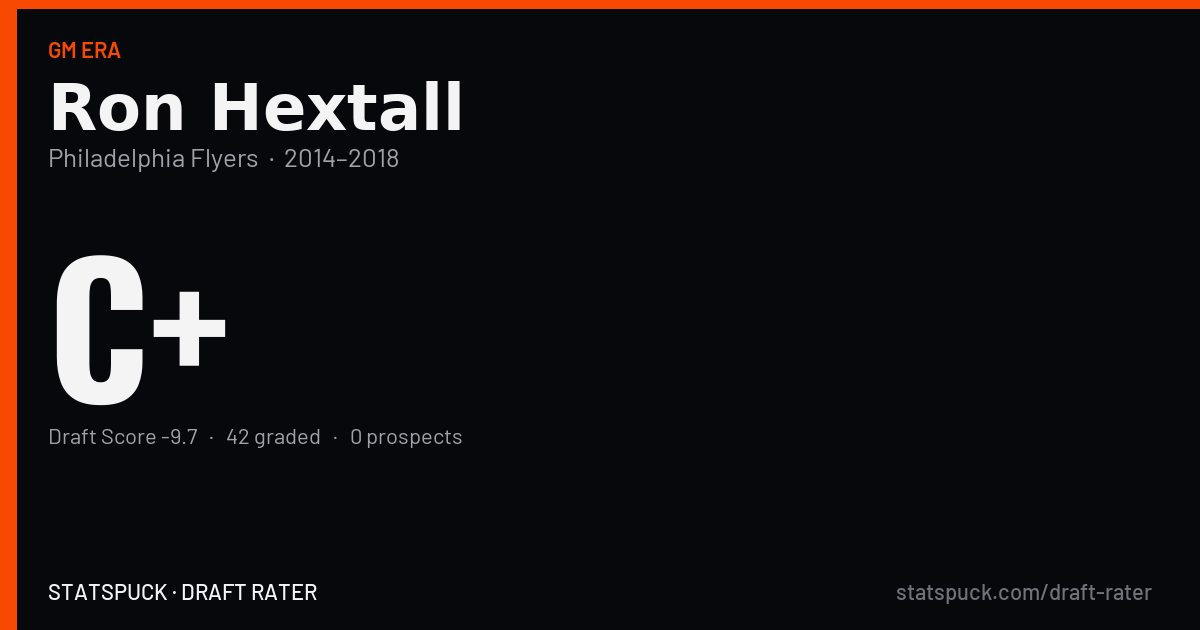 GM ERA
Ron Hextall
Philadelphia Flyers · 2014–2018
C+
Draft Score -9.7 · 42 graded · 0 prospects
STATSPUCK · DRAFT RATER
statspuck.com/draft-rater